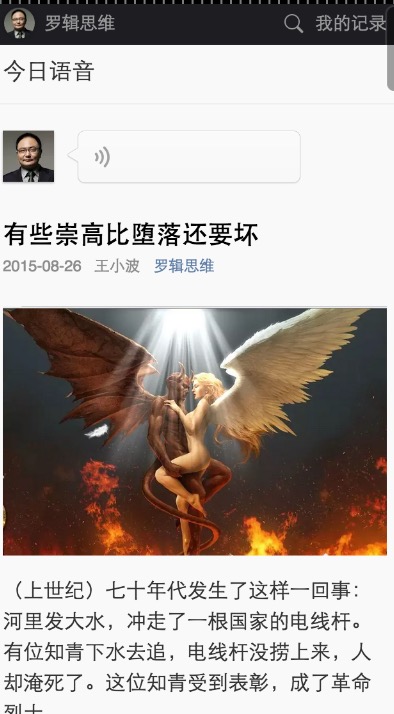 罗辑思维
我的记录
今日语音
有些崇高比堕落还要坏
2015-08-26 王小波 罗辑思维
（上世纪）七十年代发生了这样一回事：
河里发大水，冲走了一根国家的电线杆。
有位知青下水去追，电线杆没捞上来，人
却淹死了。这位知青受到表彰，成了革命
烈士